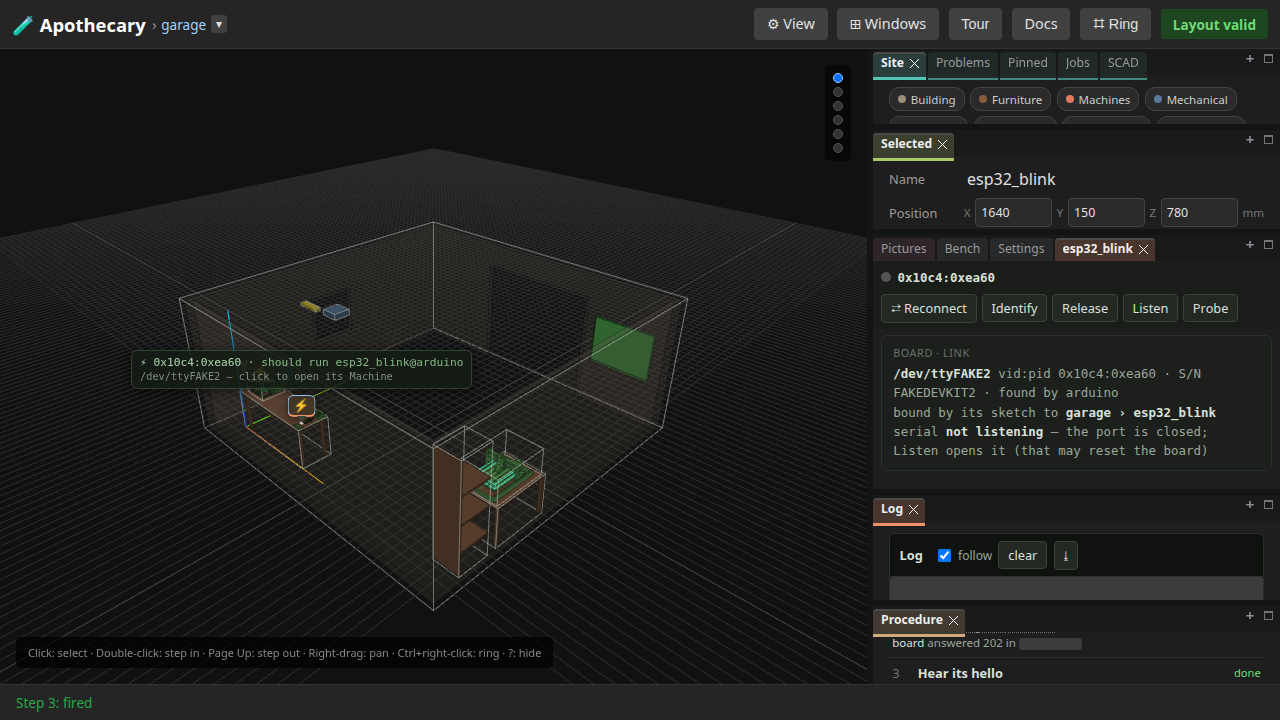 Apothecary › garage ▾
⚙ View
⊞ Windows
Tour
Docs
⌗ Ring
Layout valid
Site
Problems
Pinned
Jobs
SCAD
Building
Furniture
Machines
Mechanical
Selected
Name esp32_blink
Position X 1640 Y 150 Z 780 mm
Pictures
Bench
Settings
esp32_blink
0x10c4:0xea60
⇄ Reconnect
Identify
Release
Listen
Probe
BOARD · LINK
/dev/ttyFAKE2 vid:pid 0x10c4:0xea60 · S/N
FAKEDEVKIT2 · found by arduino
bound by its sketch to garage › esp32_blink
serial not listening — the port is closed;
Listen opens it (that may reset the board)
Log
Log follow clear ⭳
Procedure
board answered 202 in
3 Hear its hello done
⚡ 0x10c4:0xea60 · should run esp32_blink@arduino
/dev/ttyFAKE2 — click to open its Machine
Click: select · Double-click: step in · Page Up: step out · Right-drag: pan · Ctrl+right-click: ring · ?: hide
Step 3: fired